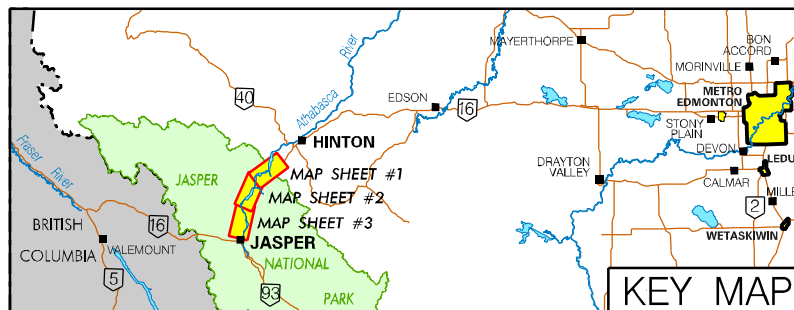 MAYERTHORPE
BON
ACCORD
MORINVILLE
River
Athabasca
40
EDSON
16
METRO
EDMONTON
STONY
PLAIN
HINTON
DEVON
LEDU
Fraser
River
JASPER
MAP SHEET #1
DRAYTON
VALLEY
CALMAR
MAP SHEET #2
MILLE
BRITISH
COLUMBIA
16
MAP SHEET #3
2
VALEMOUNT
JASPER
WETASKIWIN
NATIONAL
5
93
PARK
KEY MAP